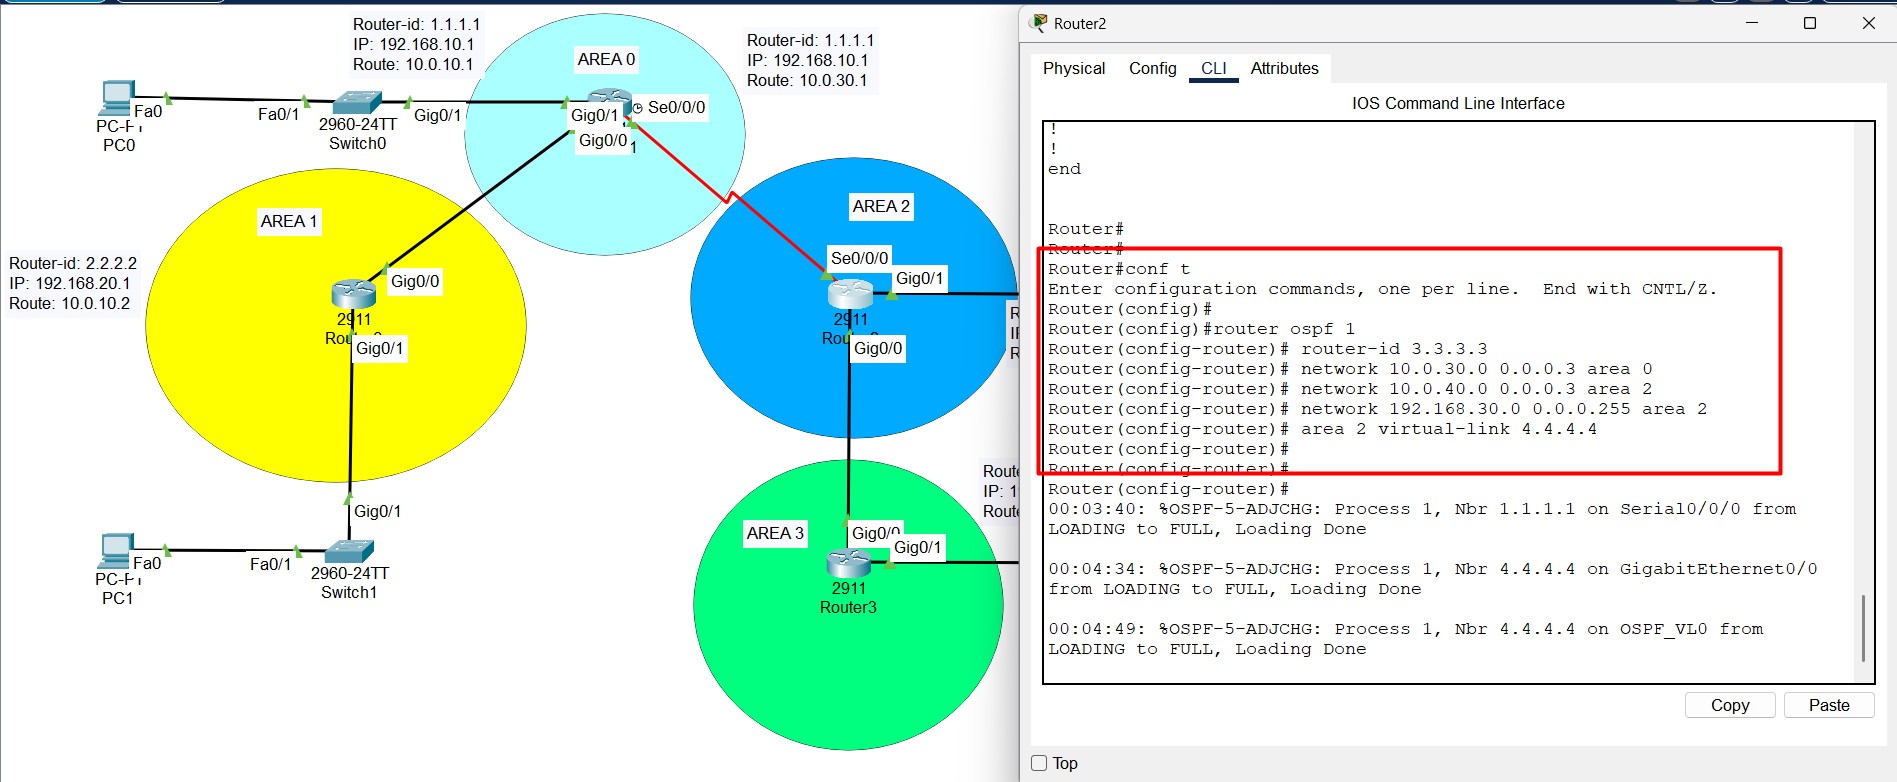 Router-id: 1.1.1.1
IP: 192.168.10.1
Route: 10.0.10.1
AREA 0
Router-id: 1.1.1.1
IP: 192.168.10.1
Route: 10.0.30.1
Fa0
PC-P
PC0
Fa0/1
2960-24TT
Switch0
Gig0/1
Gig0/1
Se0/0/0
Gig0/0
1
AREA 1
Router-id: 2.2.2.2
IP: 192.168.20.1
Route: 10.0.10.2
Gig0/0
2911
Gig0/1
AREA 2
Se0/0/0
Gig0/1
2911
Gig0/0
R
R
Gig0/1
Fa0
PC-P
PC1
Fa0/1
2960-24TT
Switch1
AREA 3
IP: 1
Gig0/0
Gig0/1
2911
Router3
Router2
Physical Config CLI Attributes
IOS Command Line Interface
!
!
end
Router#
Router#
Router#conf t
Enter configuration commands, one per line. End with CNTL/Z.
Router(config)#
Router(config)#router ospf 1
Router(config-router)# router-id 3.3.3.3
Router(config-router)# network 10.0.30.0 0.0.0.3 area 0
Router(config-router)# network 10.0.40.0 0.0.0.3 area 2
Router(config-router)# network 192.168.30.0 0.0.0.255 area 2
Router(config-router)# area 2 virtual-link 4.4.4.4
Router(config-router)#
Router(config-router)#
Router(config-router)#
00:03:40: %OSPF-5-ADJCHG: Process 1, Nbr 1.1.1.1 on Serial0/0/0 from
LOADING to FULL, Loading Done
00:04:34: %OSPF-5-ADJCHG: Process 1, Nbr 4.4.4.4 on GigabitEthernet0/0
from LOADING to FULL, Loading Done
00:04:49: %OSPF-5-ADJCHG: Process 1, Nbr 4.4.4.4 on OSPF_VL0 from
LOADING to FULL, Loading Done
Copy Paste
Top